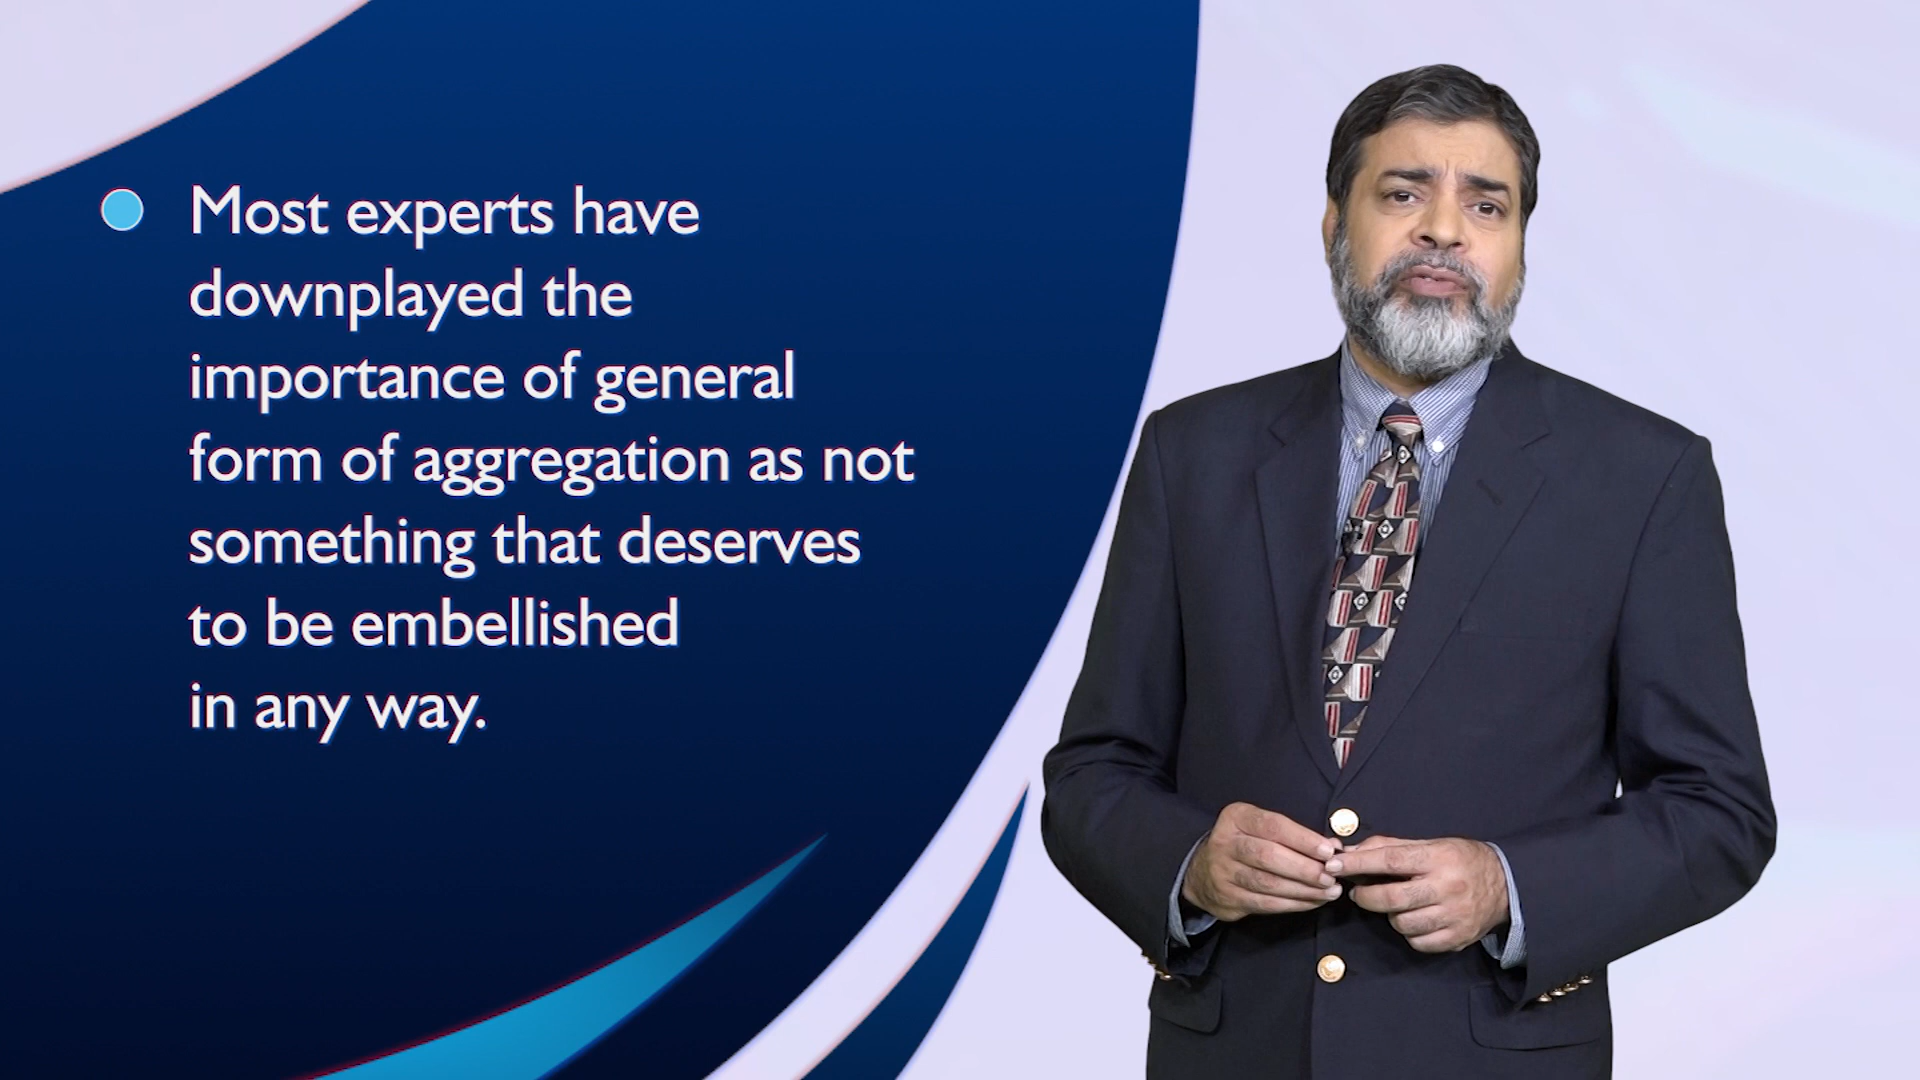 Most experts have
downplayed the
importance of general
form of aggregation as not
something that deserves
to be embellished
in any way.